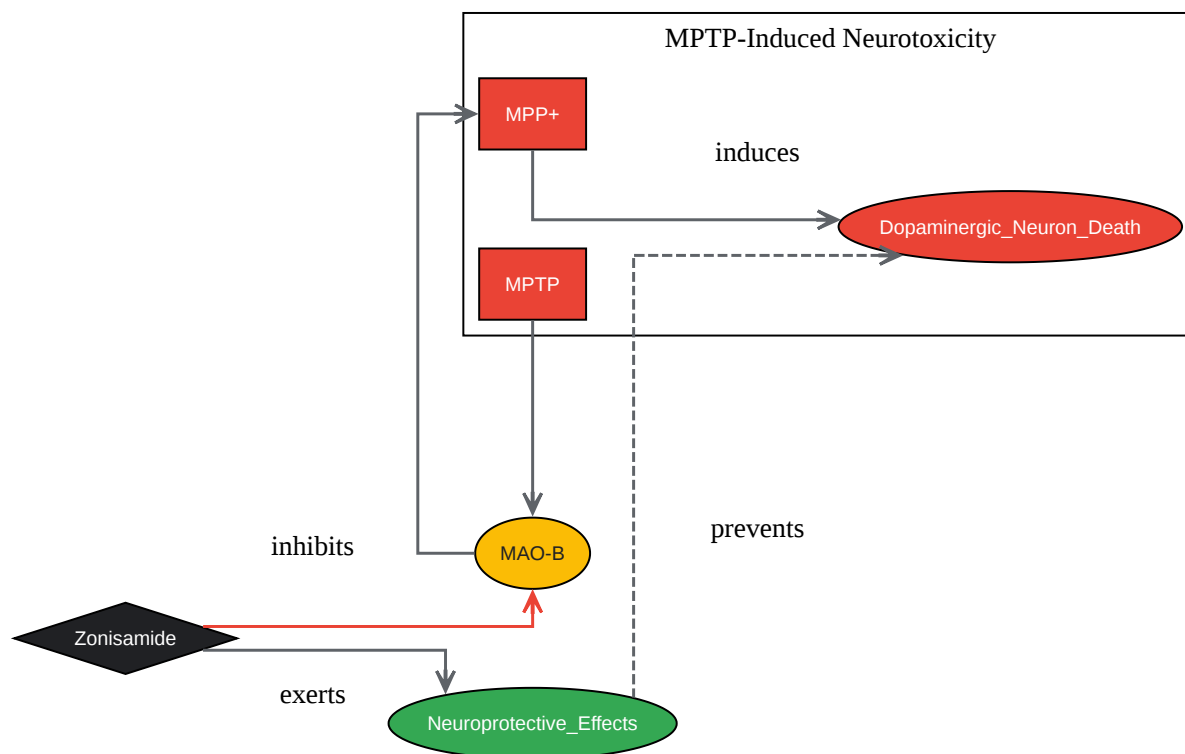 MPTP-Induced Neurotoxicity
MPP+
induces
Dopaminergic_Neuron_Death
MPTP
prevents
inhibits
MAO-B
Zonisamide
exerts
Neuroprotective_Effects